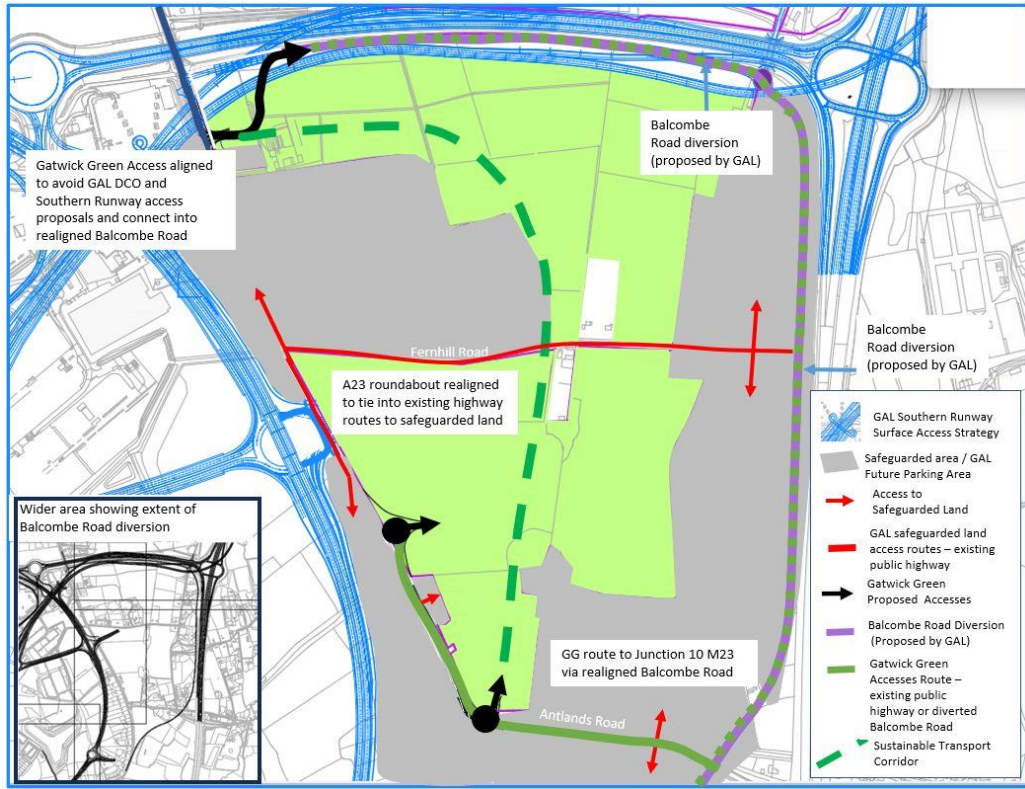 Balcombe
Road diversion
(proposed by GAL)
Gatwick Green Access aligned
to avoid GAL DCO and
Southern Runway access
proposals and connect into
realigned Balcombe Road
Balcombe
Road diversion
(proposed by GAL)
Fernhill Road
A23 roundabout realigned
to tie into existing highway
routes to safeguarded land
GG route to Junction 10 M23
via realigned Balcombe Road
Antlands Road
Wider area showing extent of
Balcombe Road diversion
GAL Southern Runway
Surface Access Strategy
Safeguarded area / GAL
Future Parking Area
Access to
Safeguarded Land
GAL safeguarded land
access routes – existing
public highway
Gatwick Green
Proposed Accesses
Balcombe Road Diversion
(Proposed by GAL)
Gatwick Green
Accesses Route –
existing public
highway or diverted
Balcombe Road
Sustainable Transport
Corridor